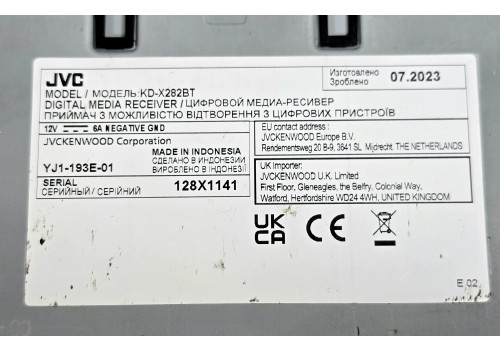 JVC
MODEL / МОДЕЛЬ:KD-X282BT
DIGITAL MEDIA RECEIVER / ЦИФРОВОЙ МЕДИА-РЕСИВЕР
ПРИЙМАЧ З МОЖЛИВІСТЮ ВІДТВОРЕННЯ З ЦИФРОВИХ ПРИСТРОЇВ
Изготовлено
Зроблено
07.2023
12V 6A NEGATIVE GND
JVCKENWOOD Corporation
YJ1-193E-01
MADE IN INDONESIA
СДЕЛАНО В ИНДОНЕЗИИ
ВИРОБЛЕНО В ІНДОНЕЗІЇ
SERIAL
СЕРИЙНЫЙ / СЕРІЙНИЙ
128X1141
EU contact address :
JVCKENWOOD Europe B.V.
Rendementsweg 20 B-9, 3641 SL Mijdrecht THE NETHERLANDS
UK Importer:
JVCKENWOOD U.K. Limited
First Floor, Gleneagles, the Belfry, Colonial Way,
Watford, Hertfordshire WD24 4WH, UNITED KINGDOM
UK
CA
CE
E 02